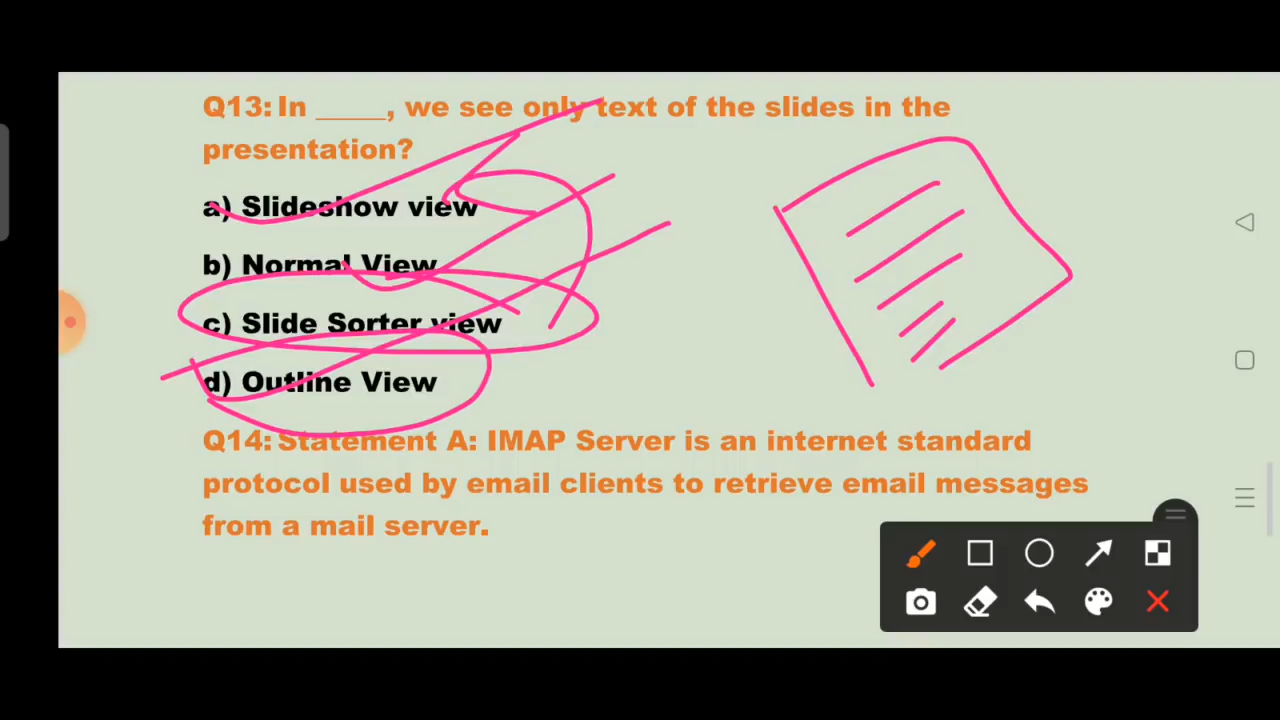 Q13: In _____, we see only text of the slides in the
presentation?
a) Slideshow view
b) Normal View
c) Slide Sorter view
d) Outline View
Q14: Statement A: IMAP Server is an internet standard
protocol used by email clients to retrieve email messages
from a mail server.